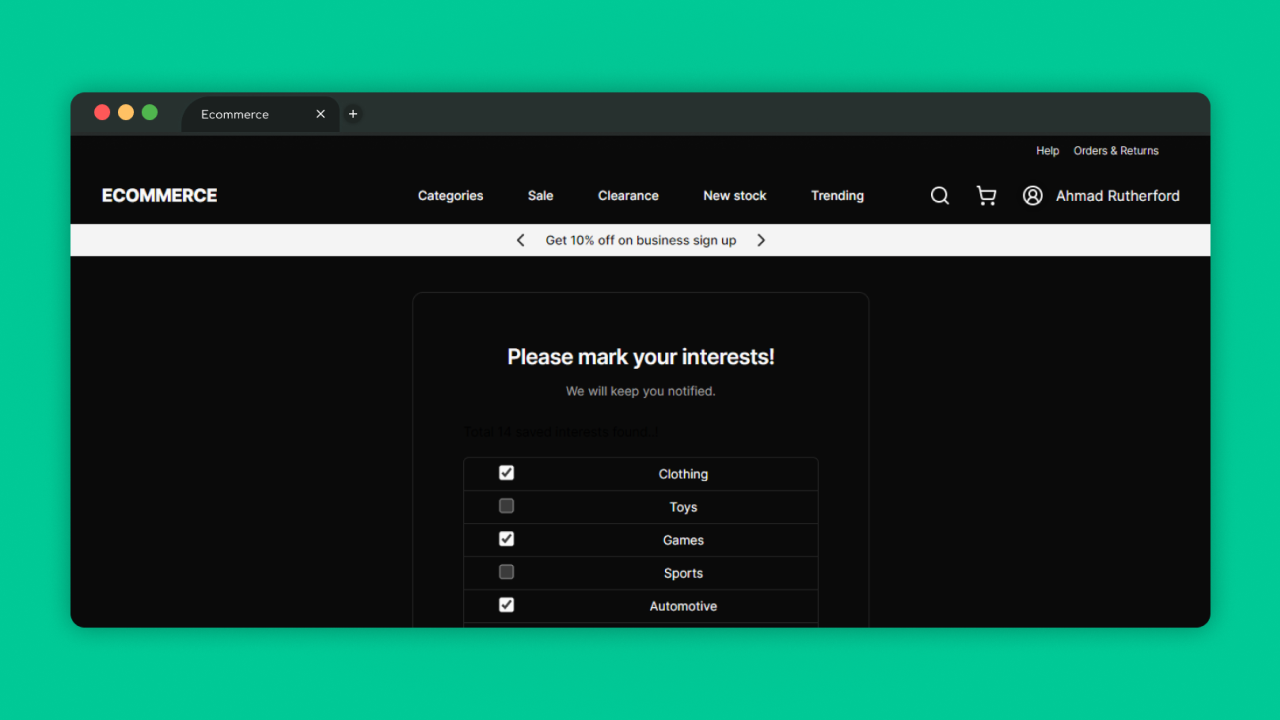 Ecommerce
Help Orders & Returns
ECOMMERCE Categories Sale Clearance New stock Trending Ahmad Rutherford
Get 10% off on business sign up
Please mark your interests!
We will keep you notified.
Total 14 saved interests found..!
Clothing
Toys
Games
Sports
Automotive